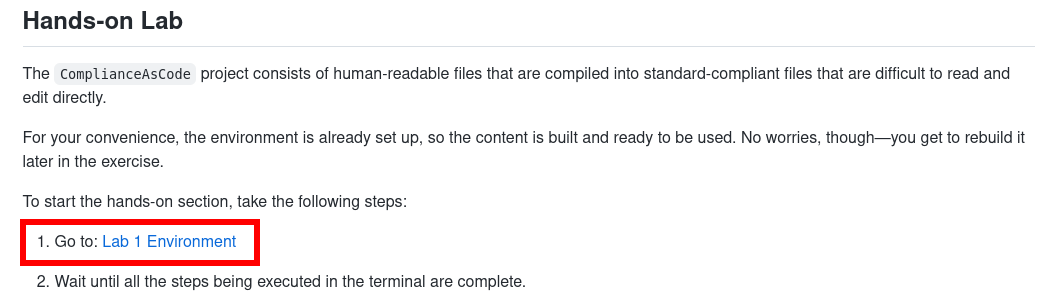 Hands-on Lab
The ComplianceAsCode project consists of human-readable files that are compiled into standard-compliant files that are difficult to read and
edit directly.
For your convenience, the environment is already set up, so the content is built and ready to be used. No worries, though—you get to rebuild it
later in the exercise.
To start the hands-on section, take the following steps:
1. Go to: Lab 1 Environment
2. Wait until all the steps being executed in the terminal are complete.